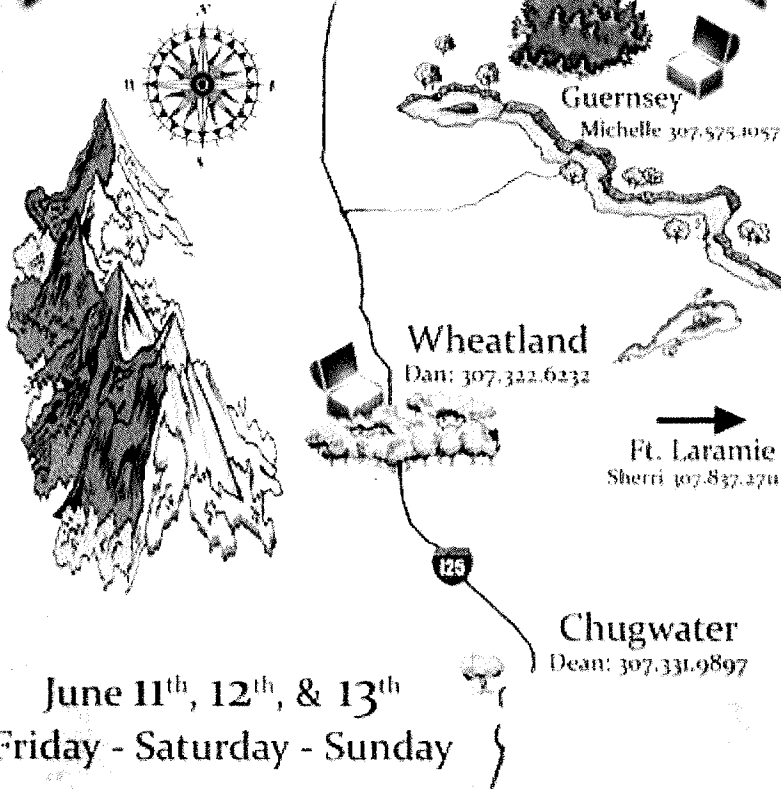 N
Guernsey
Michelle 307.575.1057
Wheatland
Dan: 307.322.6232
Ft. Laramie
Sherri 307.837.2711
125
Chugwater
Dean: 307.331.9897
June 11th, 12th, & 13th
Friday - Saturday - Sunday